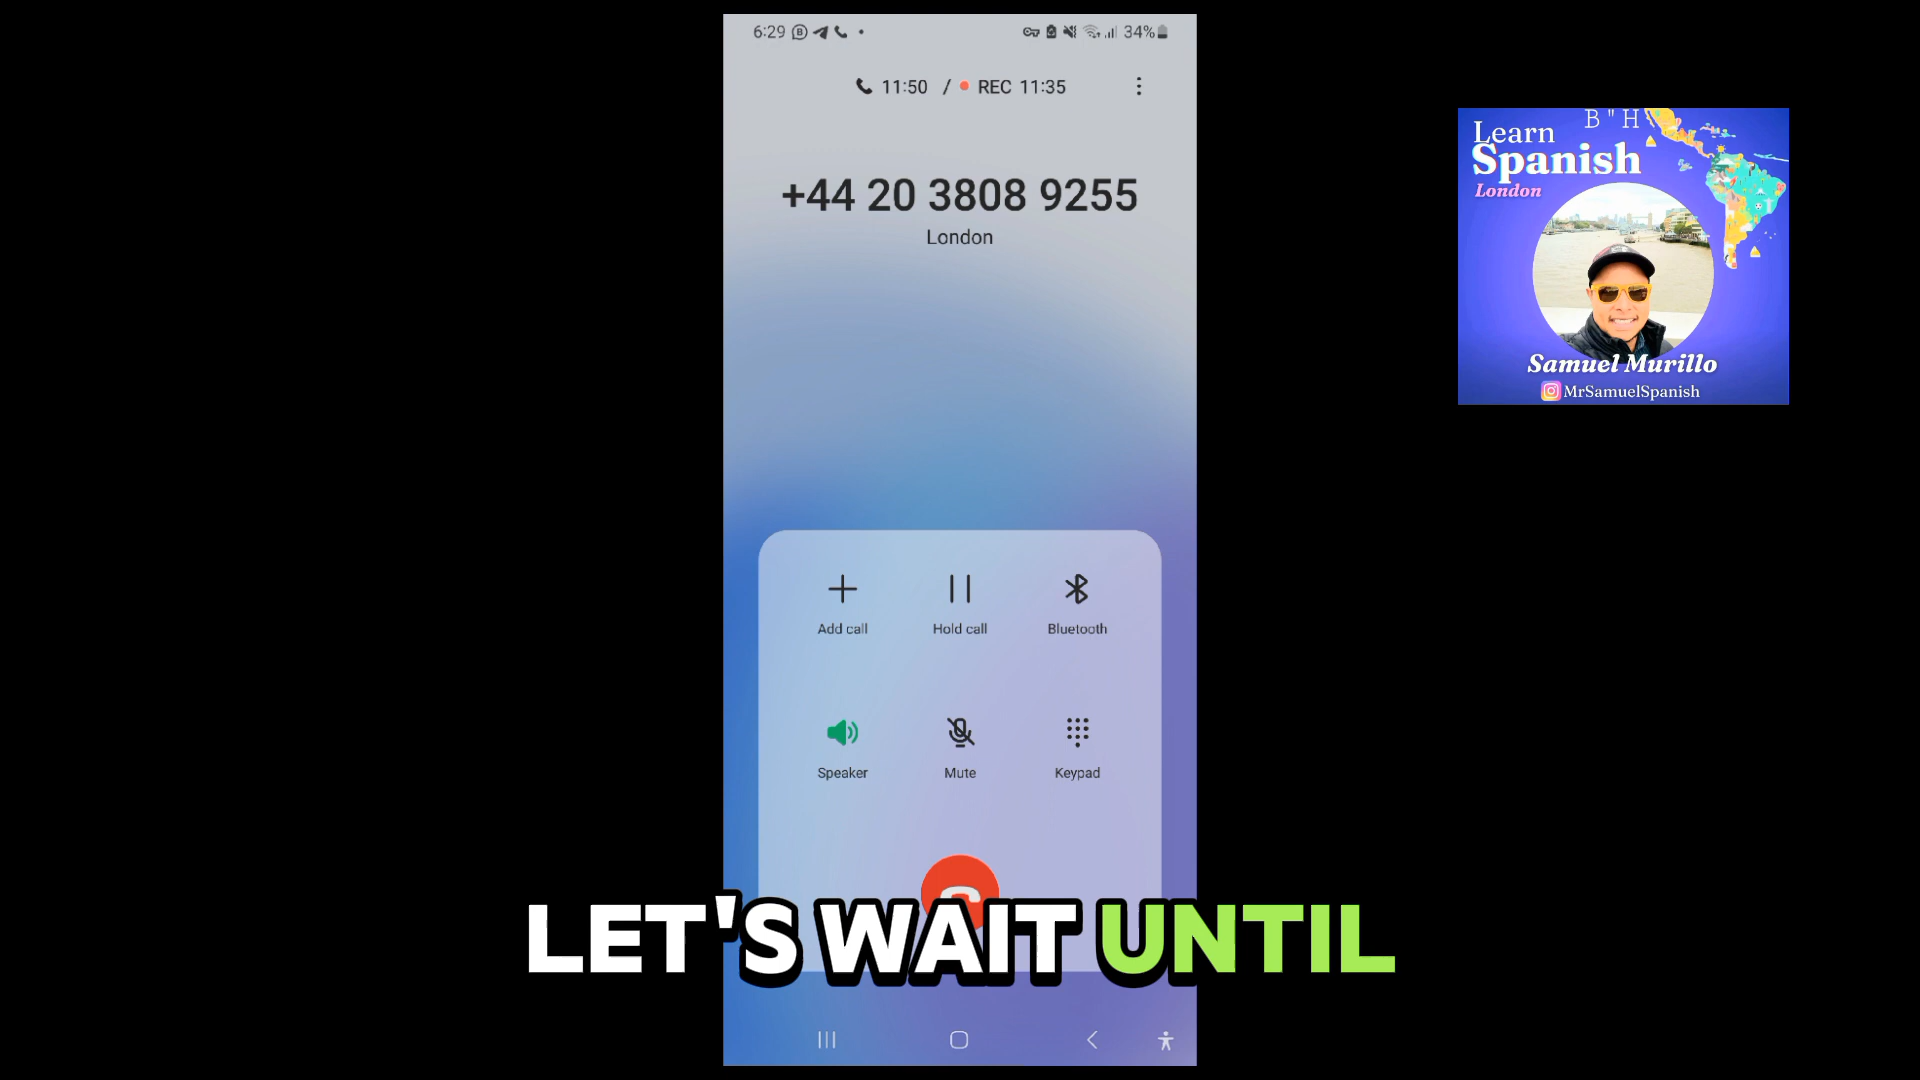 6:29
34%
11:50 / REC 11:35
+44 20 3808 9255
London
Add call
Hold call
Bluetooth
Speaker
Mute
Keypad
LET'S WAIT UNTIL
B"H
Learn
Spanish
London
Samuel Murillo
MrSamuelSpanish